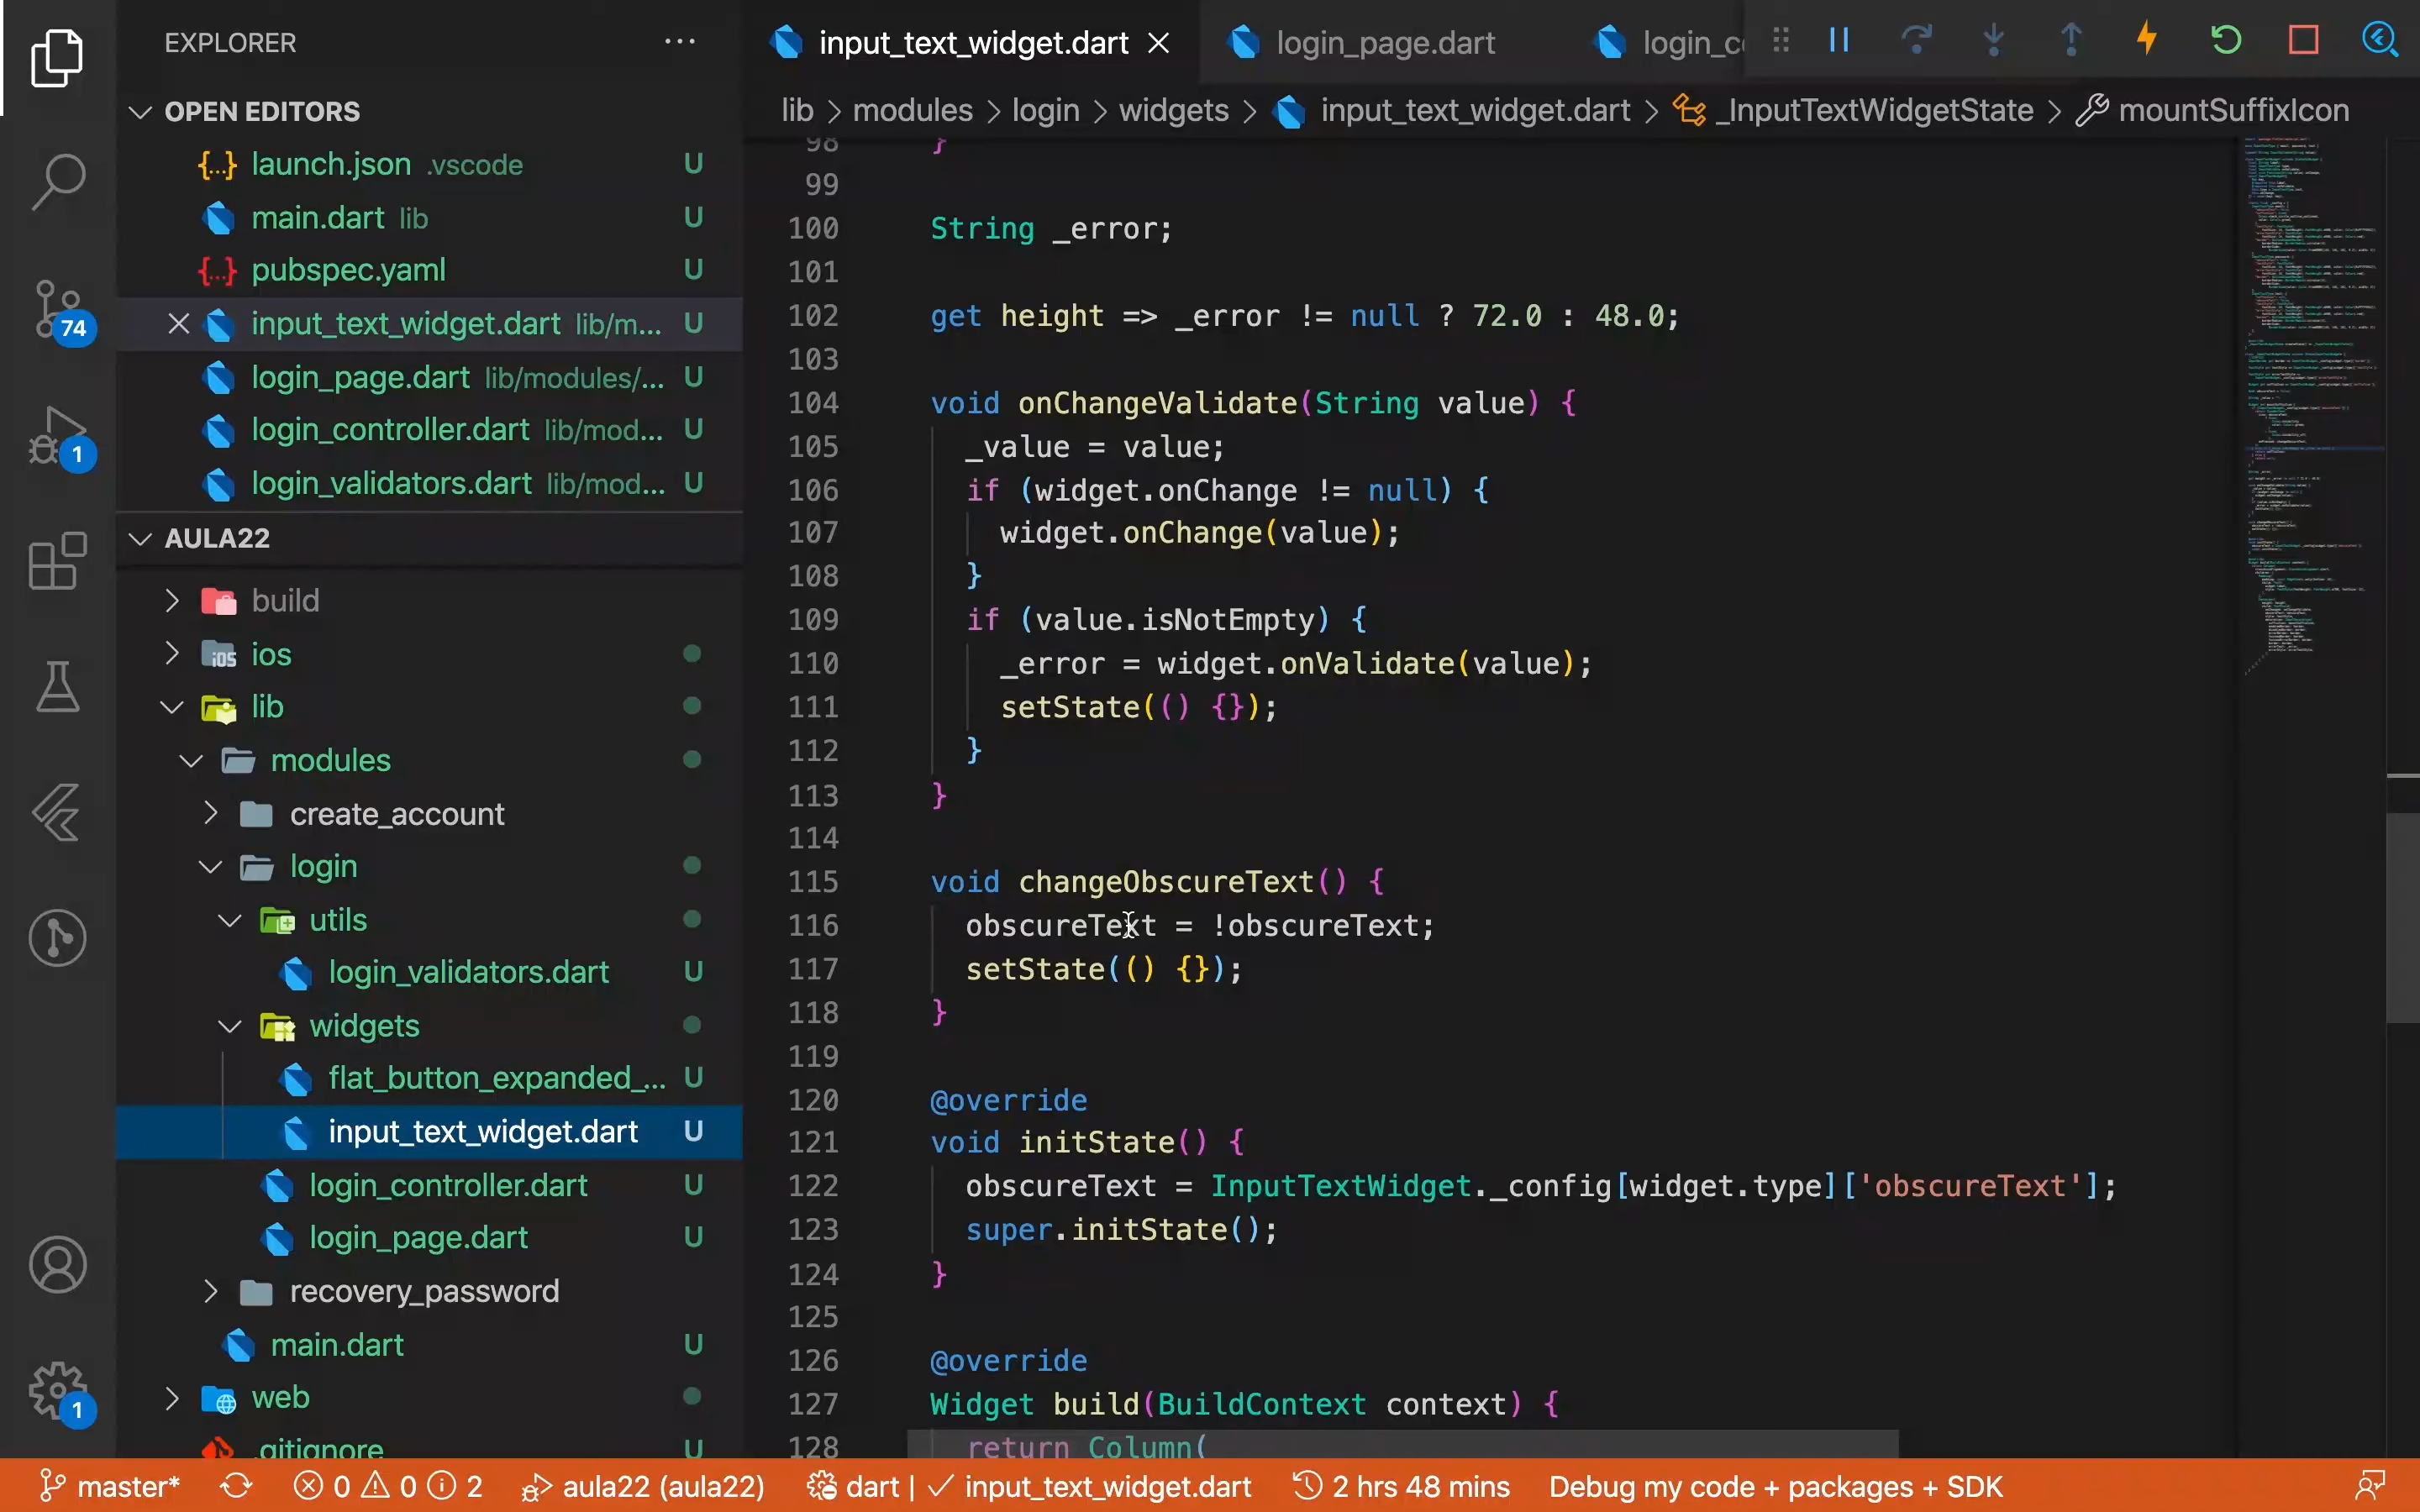 EXPLORER
OPEN EDITORS
{..} launch.json .vscode U
main.dart lib U
{..} pubspec.yaml U
input_text_widget.dart lib/m... U
login_page.dart lib/modules/... U
login_controller.dart lib/mod... U
login_validators.dart lib/mod... U
AULA22
build
iOS ios
lib
modules
create_account
login
utils
login_validators.dart U
widgets
flat_button_expanded_... U
input_text_widget.dart U
login_controller.dart U
login_page.dart U
recovery_password
main.dart U
web
.gitignore U
74
1
1
input_text_widget.dart login_page.dart login_c
lib > modules > login > widgets > input_text_widget.dart > _InputTextWidgetState > mountSuffixIcon
98 }
99
100 String _error;
101
102 get height => _error != null ? 72.0 : 48.0;
103
104 void onChangeValidate(String value) {
105 _value = value;
106 if (widget.onChange != null) {
107 widget.onChange(value);
108 }
109 if (value.isNotEmpty) {
110 _error = widget.onValidate(value);
111 setState(() {});
112 }
113 }
114
115 void changeObscureText() {
116 obscureText = !obscureText;
117 setState(() {});
118 }
119
120 @override
121 void initState() {
122 obscureText = InputTextWidget._config[widget.type]['obscureText'];
123 super.initState();
124 }
125
126 @override
127 Widget build(BuildContext context) {
128 return Column(
master* 0 0 2 aula22 (aula22) dart | ✓ input_text_widget.dart 2 hrs 48 mins Debug my code + packages + SDK